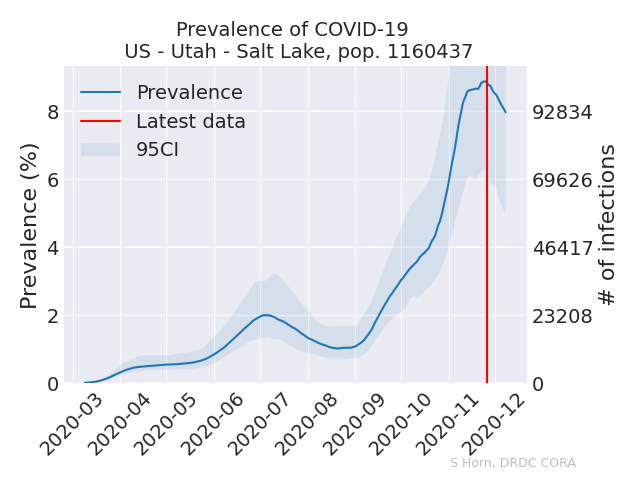 Prevalence of COVID-19
US - Utah - Salt Lake, pop. 1160437
Prevalence
Latest data
95CI
Prevalence (%)
8
6
4
2
0
92834
69626
46417
23208
0
# of infections
2020-03
2020-04
2020-05
2020-06
2020-07
2020-08
2020-09
2020-10
2020-11
2020-12
S Horn, DRDC CORA